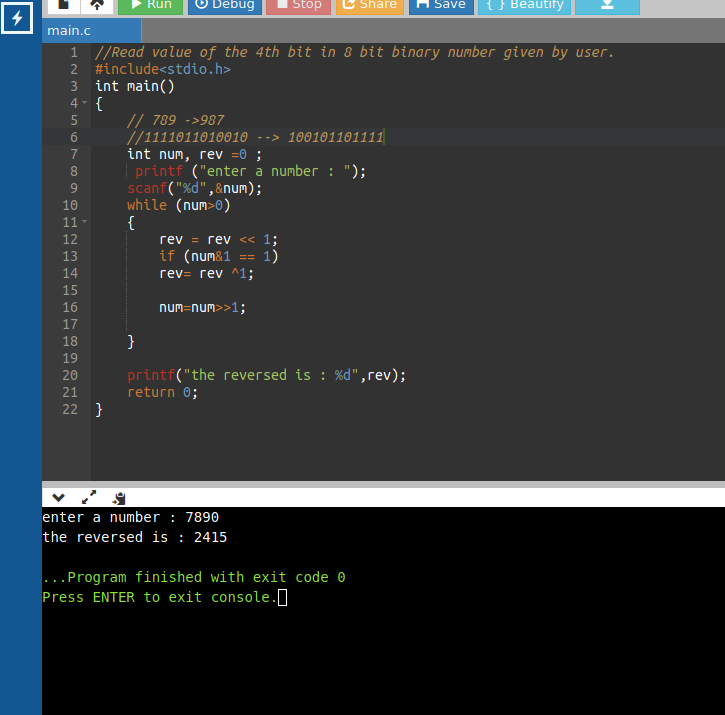 Run Debug Stop Share Save { } Beautify
main.c
1 //Read value of the 4th bit in 8 bit binary number given by user.
2 #include<stdio.h>
3 int main()
4 {
5 // 789 ->987
6 //1111011010010 --> 100101101111
7 int num, rev =0 ;
8 printf ("enter a number : ");
9 scanf("%d",&num);
10 while (num>0)
11 {
12 rev = rev << 1;
13 if (num&1 == 1)
14 rev= rev ^1;
15
16 num=num>>1;
17
18 }
19
20 printf("the reversed is : %d",rev);
21 return 0;
22 }
enter a number : 7890
the reversed is : 2415
...Program finished with exit code 0
Press ENTER to exit console.